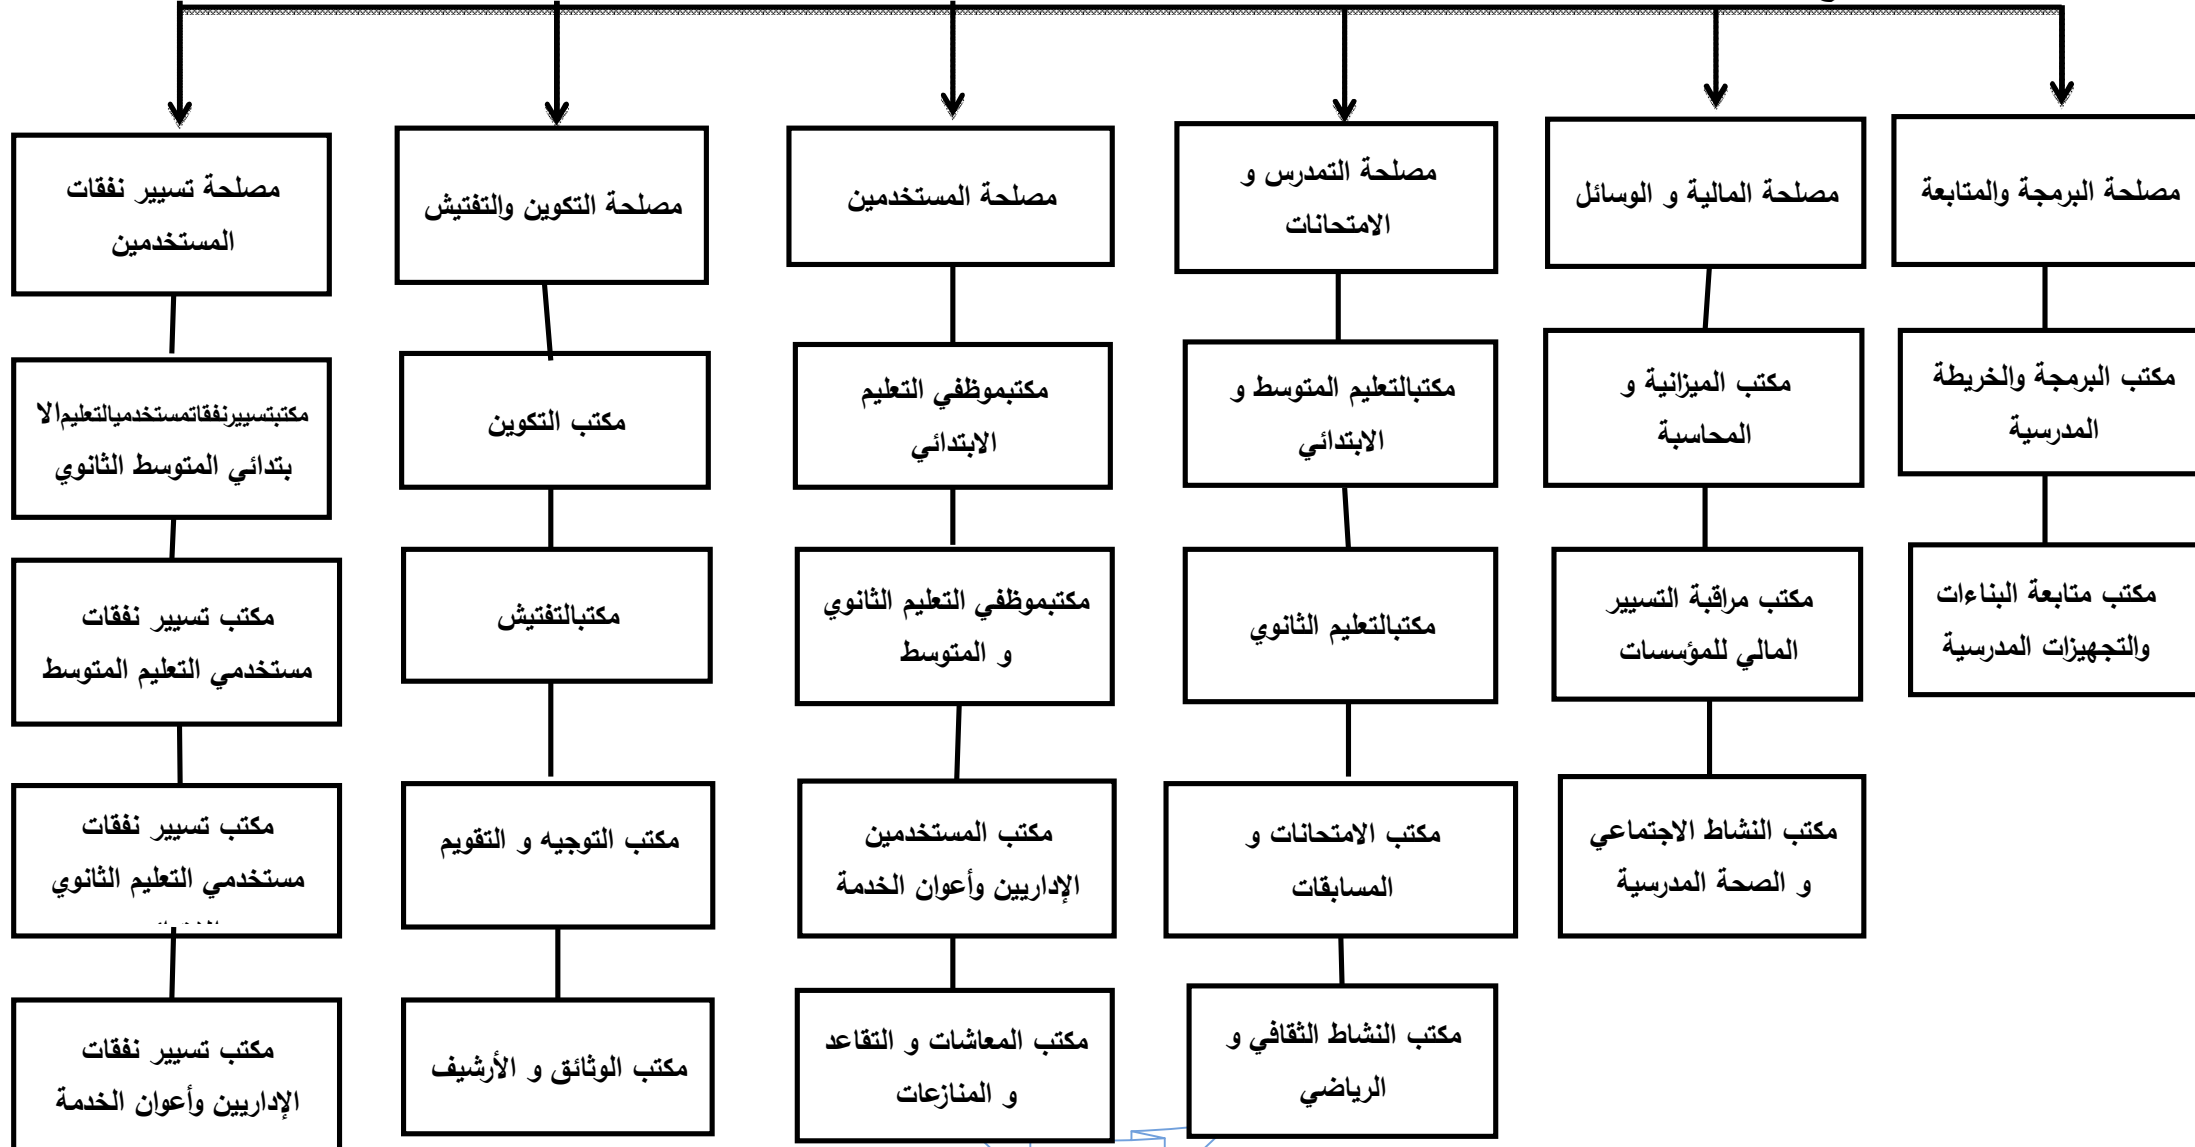 مصلحة البرمجة والمتابعة
مصلحة المالية و الوسائل
مصلحة التمدرس و
الامتحانات
مصلحة المستخدمين
مصلحة التكوين والتفتيش
مصلحة تسيير نفقات
المستخدمين
مكتب البرمجة والخريطة
المدرسية
مكتب الميزانية و
المحاسبة
مكتبالتعليم المتوسط و
الابتدائي
مكتبموظفي التعليم
الابتدائي
مكتب التكوين
مكتبتسييرنفقاتمستخدميالتعليمالا
بتدائي المتوسط الثانوي
مكتب متابعة البناءات
والتجهيزات المدرسية
مكتب مراقبة التسيير
المالي للمؤسسات
مكتبالتعليم الثانوي
مكتبموظفي التعليم الثانوي
و المتوسط
مكتبالتفتيش
مكتب تسيير نفقات
مستخدمي التعليم المتوسط
مكتب النشاط الاجتماعي
و الصحة المدرسية
مكتب الامتحانات و
المسابقات
مكتب المستخدمين
الإداريين وأعوان الخدمة
مكتب التوجيه و التقويم
مكتب تسيير نفقات
مستخدمي التعليم الثانوي
مكتب النشاط الثقافي و
الرياضي
مكتب المعاشات و التقاعد
و المنازعات
مكتب الوثائق و الأرشيف
مكتب تسيير نفقات
الإداريين وأعوان الخدمة